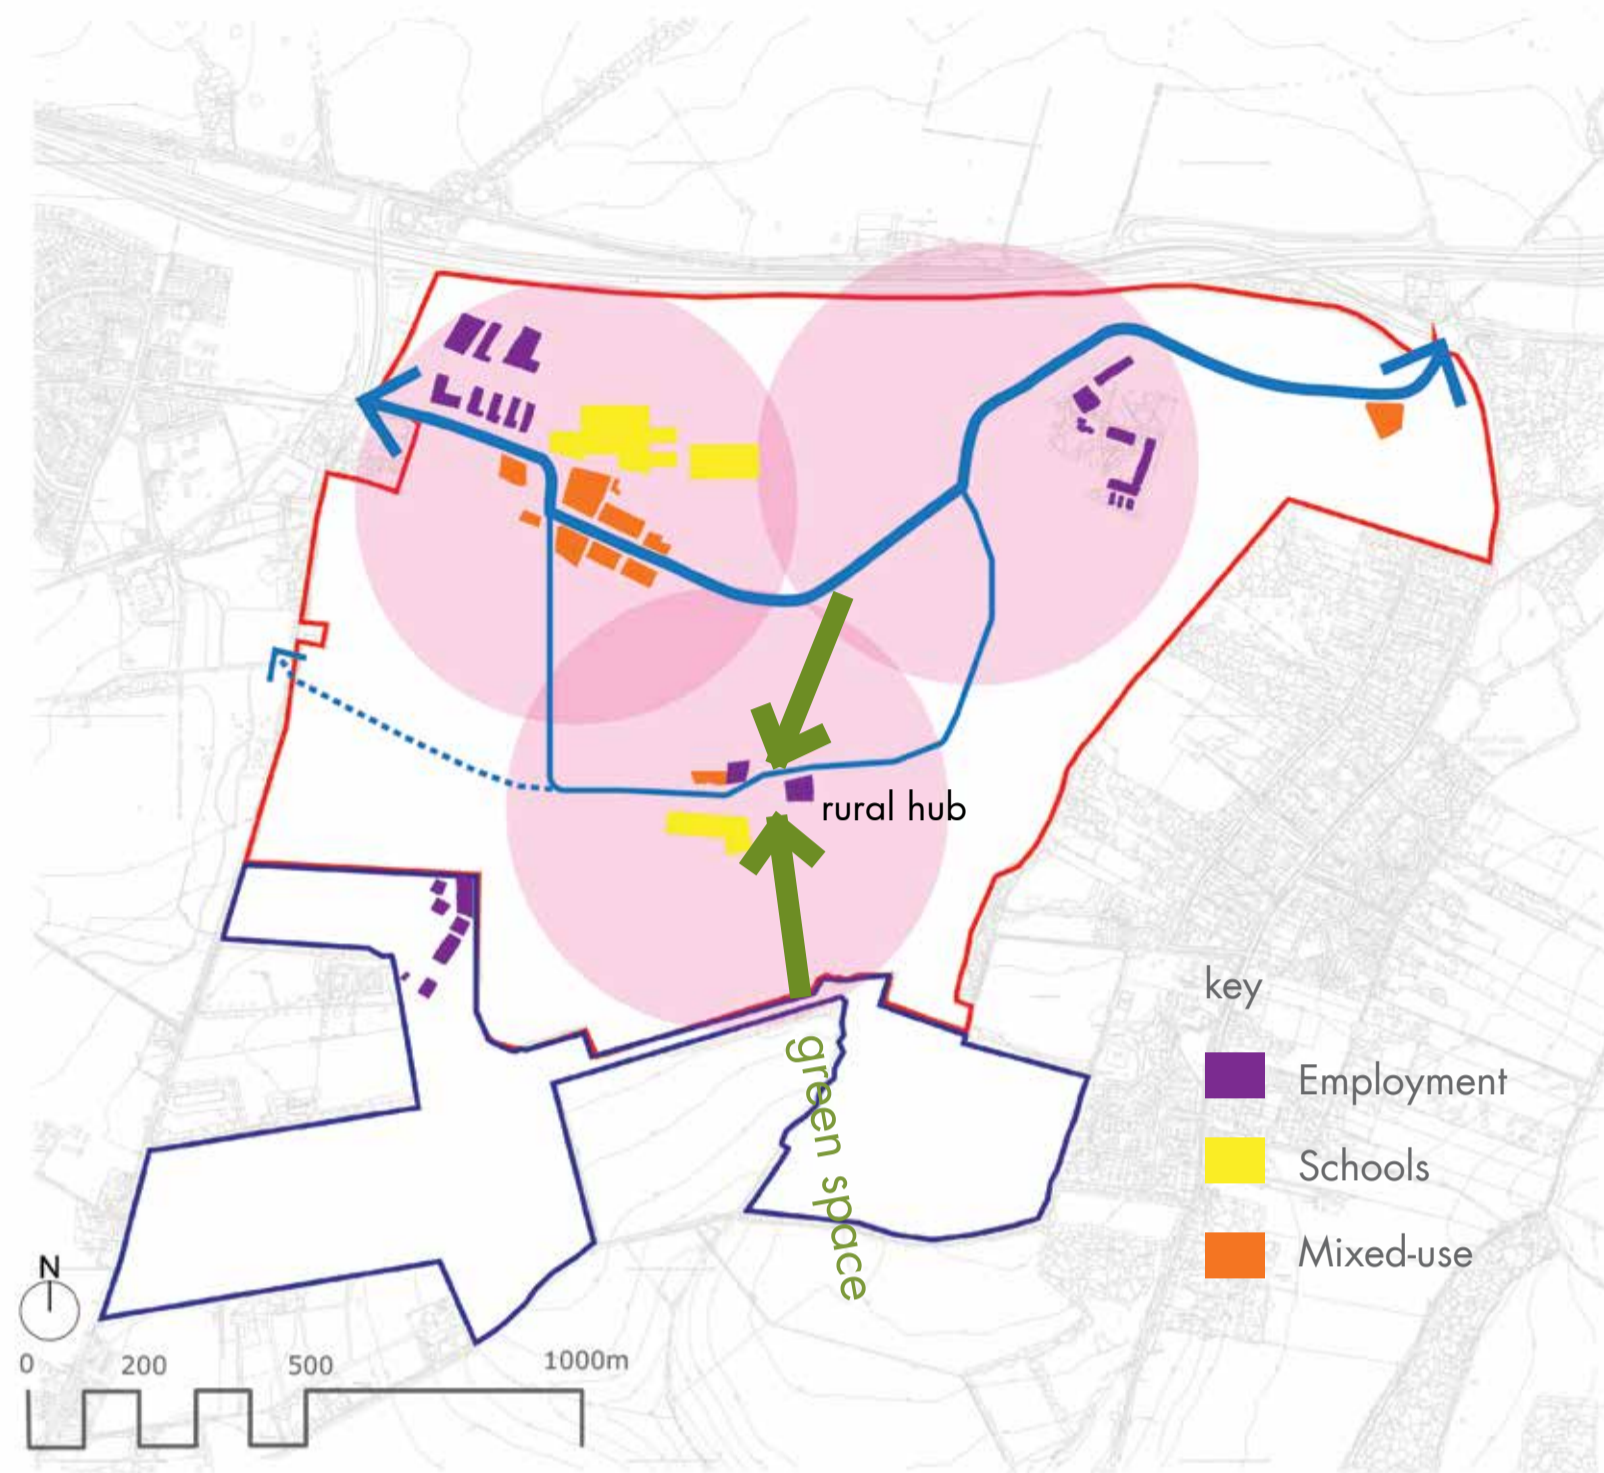 rural hub
green space
key
Employment
Schools
Mixed-use
N
0 200 500 1000m